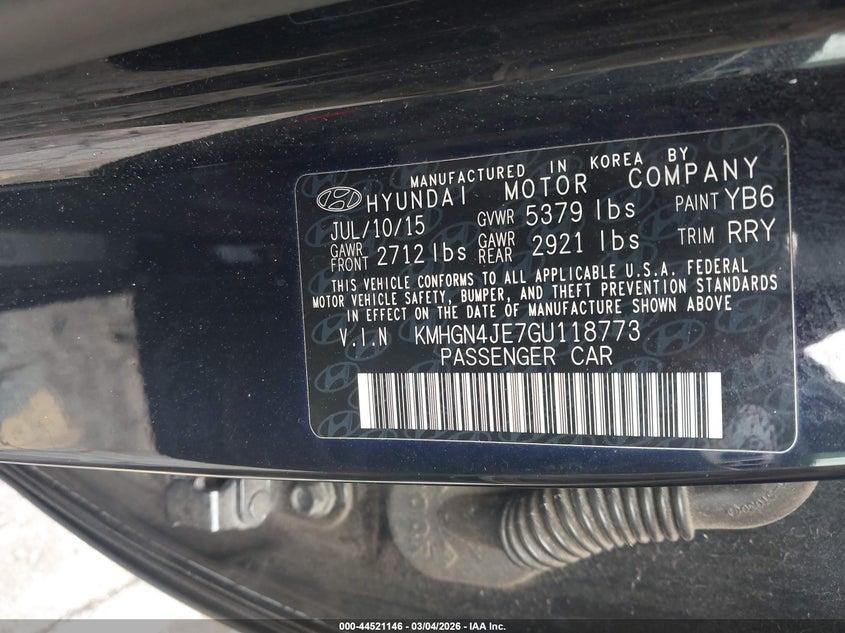 MANUFACTURED IN KOREA BY
HYUNDAI MOTOR COMPANY
JUL/10/15 GVWR 5379 lbs PAINT YB6
GAWR FRONT 2712 lbs GAWR REAR 2921 lbs TRIM RRY
THIS VEHICLE CONFORMS TO ALL APPLICABLE U.S.A. FEDERAL
MOTOR VEHICLE SAFETY, BUMPER, AND THEFT PREVENTION STANDARDS
IN EFFECT ON THE DATE OF MANUFACTURE SHOWN ABOVE
V.I.N KMHGN4JE7GU118773
PASSENGER CAR
000-44521146 - 03/04/2026 - IAA Inc.